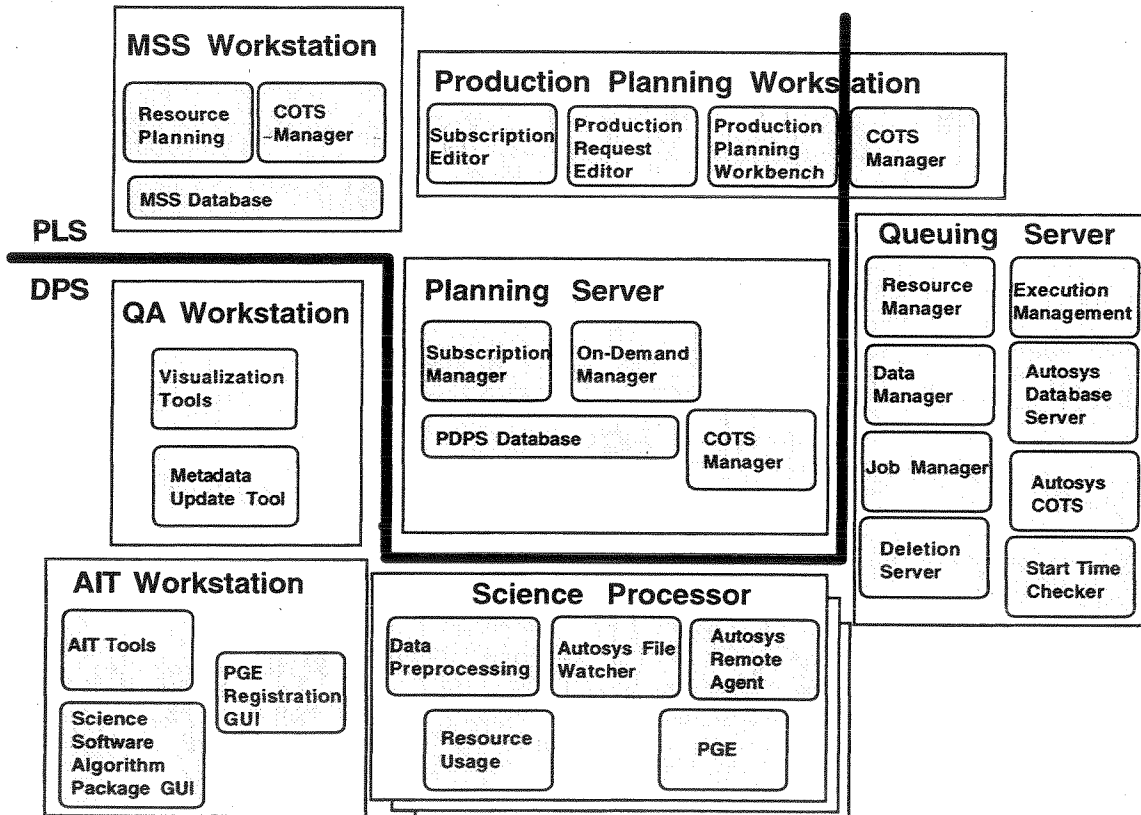 MSS Workstation
Resource
Planning
COTS
Manager
MSS Database
Production Planning Workstation
Subscription
Editor
Production
Request
Editor
Production
Planning
Workbench
COTS
Manager
PLS
DPS
QA Workstation
Visualization
Tools
Metadata
Update Tool
Planning Server
Subscription
Manager
On-Demand
Manager
PDPS Database
COTS
Manager
Queuing Server
Resource
Manager
Execution
Management
Data
Manager
Autosys
Database
Server
Job Manager
Autosys
COTS
Deletion
Server
Start Time
Checker
AIT Workstation
AIT Tools
PGE
Registration
GUI
Science
Software
Algorithm
Package GUI
Science Processor
Data
Preprocessing
Autosys File
Watcher
Autosys
Remote
Agent
Resource
Usage
PGE